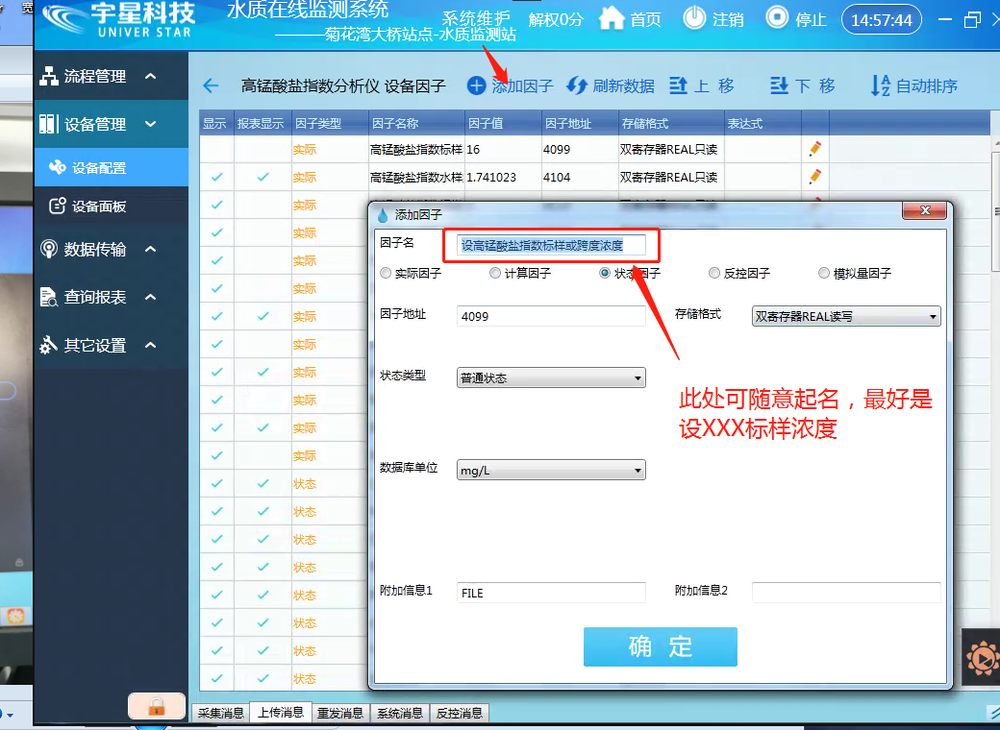 宇星科技
UNIVER STAR
水质在线监测系统
———菊花湾大桥站点-水质监测站
系统维护 解权0分 首页 注销 停止 14:57:44
流程管理
设备管理
设备配置
设备面板
数据传输
查询报表
其它设置
高锰酸盐指数分析仪 设备因子 添加因子 刷新数据 上 移 下 移 自动排序
显示 报表显示 因子类型 因子名称 因子值 因子地址 存储格式 表达式
实际 高锰酸盐指数标样 16 4099 双寄存器REAL只读
实际 高锰酸盐指数水样 1.741023 4104 双寄存器REAL只读
实际
实际
实际
实际
实际
实际
实际
实际
实际
实际
状态
状态
状态
状态
状态
状态
状态
状态
添加因子
因子名 设高锰酸盐指数标样或跨度浓度
实际因子 计算因子 状态因子 反控因子 模拟量因子
因子地址 4099 存储格式 双寄存器REAL读写
状态类型 普通状态
此处可随意起名，最好是
设XXX标样浓度
数据库单位 mg/L
附加信息1 FILE 附加信息2
确 定
采集消息 上传消息 重发消息 系统消息 反控消息